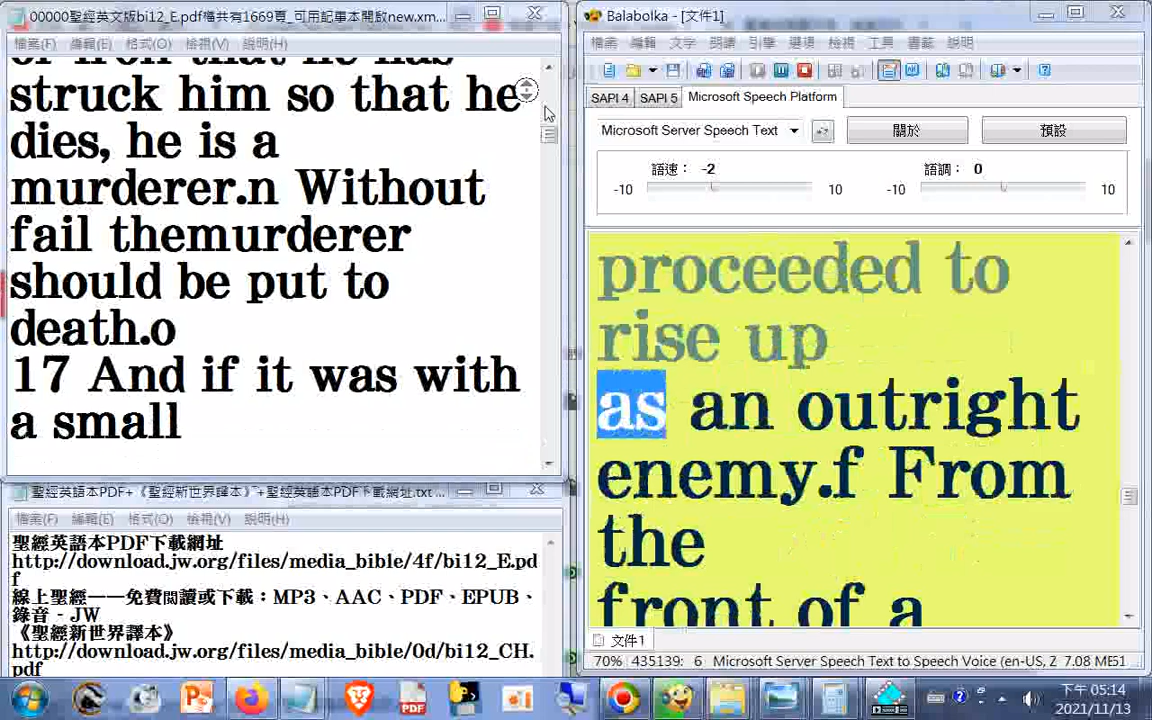 00000聖經英文版bi12_E.pdf檔共有1669頁_可用記事本開啟new.xm...
檔案(F) 編輯(E) 格式(O) 檢視(V) 說明(H)
or iron that he has
struck him so that he
dies, he is a
murderer.n Without
fail themurderer
should be put to
death.o
17 And if it was with
a small
聖經英語本PDF+《聖經新世界譯本》+聖經英語本PDF下載網址.txt ...
檔案(F) 編輯(E) 格式(O) 檢視(V) 說明(H)
聖經英語本PDF下載網址
http://download.jw.org/files/media_bible/4f/bi12_E.pd
f
線上聖經——免費閱讀或下載：MP3、AAC、PDF、EPUB、
錄音 - JW
《聖經新世界譯本》
http://download.jw.org/files/media_bible/0d/bi12_CH.
pdf
Balabolka - [文件1]
檔案 編輯 文字 朗讀 引擎 選項 檢視 工具 書籤 說明
SAPI 4 SAPI 5 Microsoft Speech Platform
Microsoft Server Speech Text 關於 預設
語速： -2 語調： 0
-10 10 -10 10
proceeded to
rise up
as an outright
enemy.f From
the
front of a
文件1
70% 435139: 6 Microsoft Server Speech Text to Speech Voice (en-US, Z 7.08 ME51
下午 05:14
2021/11/13